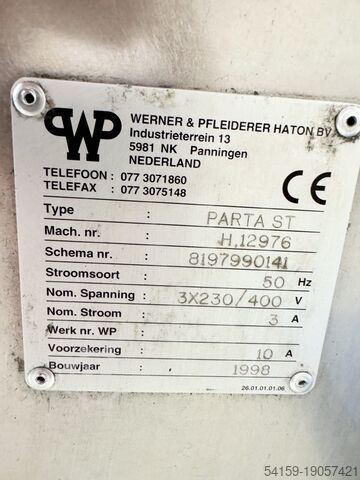 WP
WERNER & PFLEIDERER HATON BV
Industrieterrein 13
5981 NK Panningen
NEDERLAND
TELEFOON : 077 3071860
TELEFAX : 077 3075148
CE
Type : PARTA ST
Mach. nr. : H.12976
Schema nr. : 8197990141
Stroomsoort : 50 Hz
Nom. Spanning : 3X230/400 V
Nom. Stroom : 3 A
Werk nr. WP :
Voorzekering : 10 A
Bouwjaar : 1998
26.01.01.01.06
54159-19057421